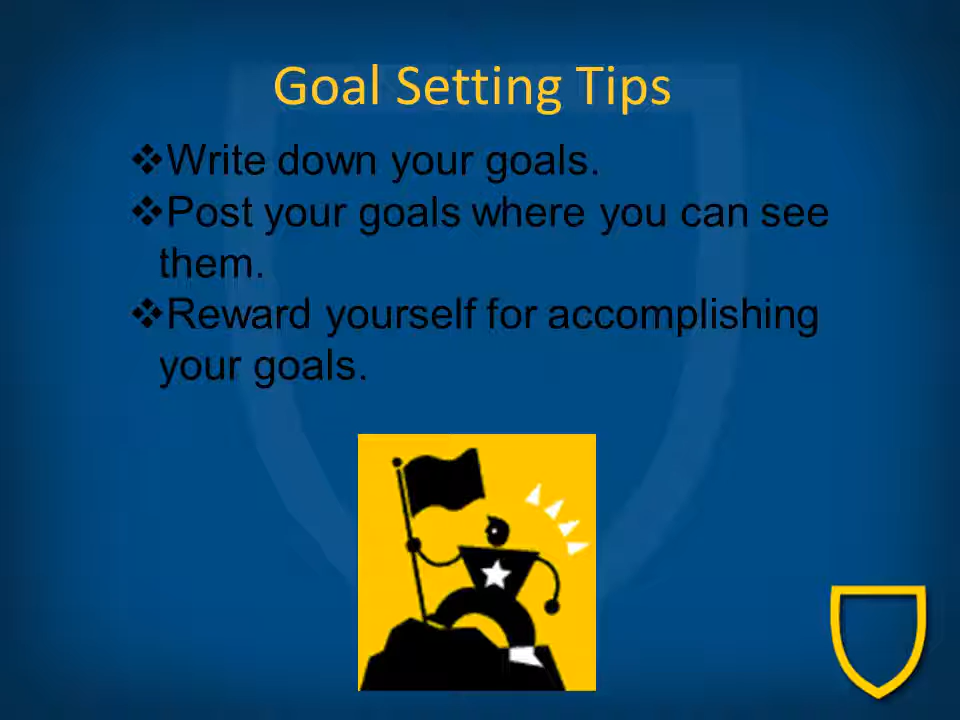 Goal Setting Tips
❖Write down your goals.
❖Post your goals where you can see
them.
❖Reward yourself for accomplishing
your goals.